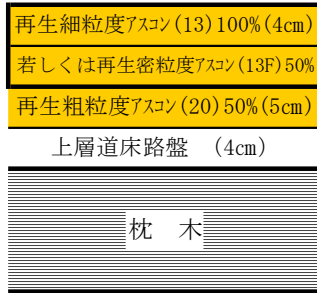 再生細粒度ｱｽｺﾝ(13)100%(4cm)
若しくは再生密粒度ｱｽｺﾝ(13F)50%
再生粗粒度ｱｽｺﾝ(20)50%(5cm)
上層道床路盤　(4cm)
枕　木